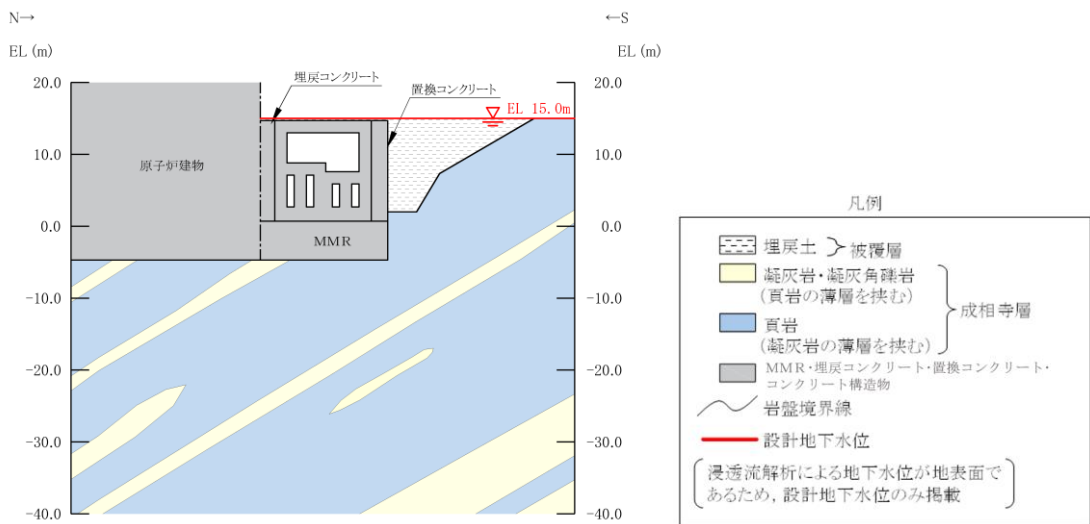 N→
←S
EL (m)
EL (m)
埋戻コンクリート
置換コンクリート
20.0
20.0
EL 15.0m
10.0
10.0
原子炉建物
0.0
0.0
MMR
-10.0
-10.0
-20.0
-20.0
-30.0
-30.0
-40.0
-40.0
凡例
埋戻土
被覆層
凝灰岩・凝灰角礫岩
(頁岩の薄層を挟む)
成相寺層
頁岩
(凝灰岩の薄層を挟む)
MMR・埋戻コンクリート・置換コンクリート・
コンクリート構造物
岩盤境界線
設計地下水位
浸透流解析による地下水位が地表面で
あるため,設計地下水位のみ掲載